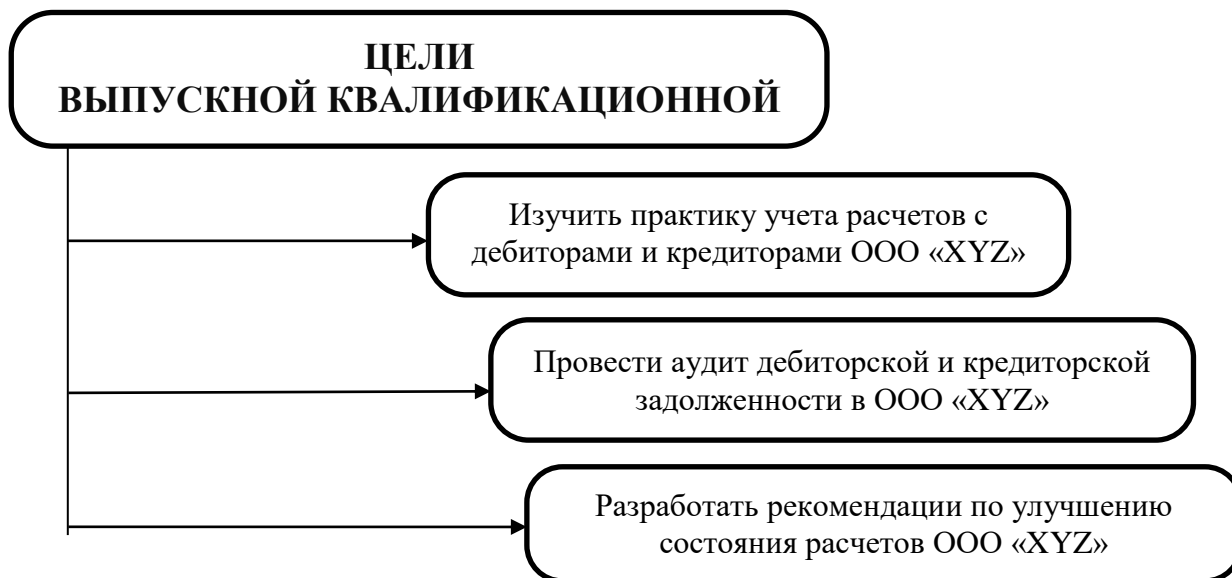 ЦЕЛИ
ВЫПУСКНОЙ КВАЛИФИКАЦИОННОЙ
Изучить практику учета расчетов с
дебиторами и кредиторами ООО «XYZ»
Провести аудит дебиторской и кредиторской
задолженности в ООО «XYZ»
Разработать рекомендации по улучшению
состояния расчетов ООО «XYZ»